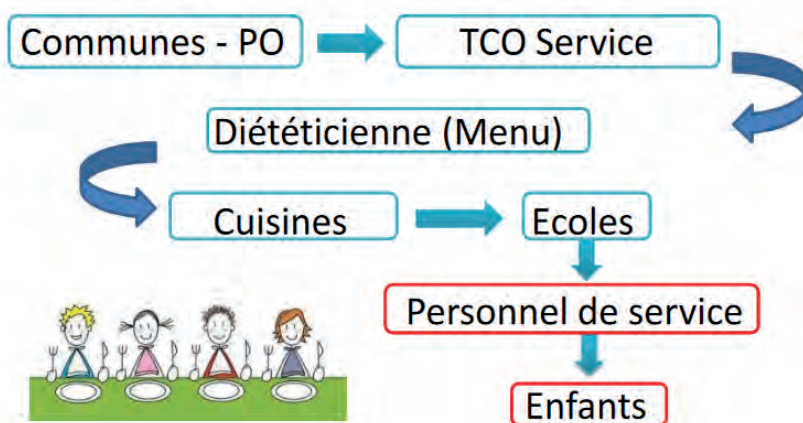 Communes - PO
TCO Service
Diététicienne (Menu)
Cuisines
Ecoles
Personnel de service
Enfants